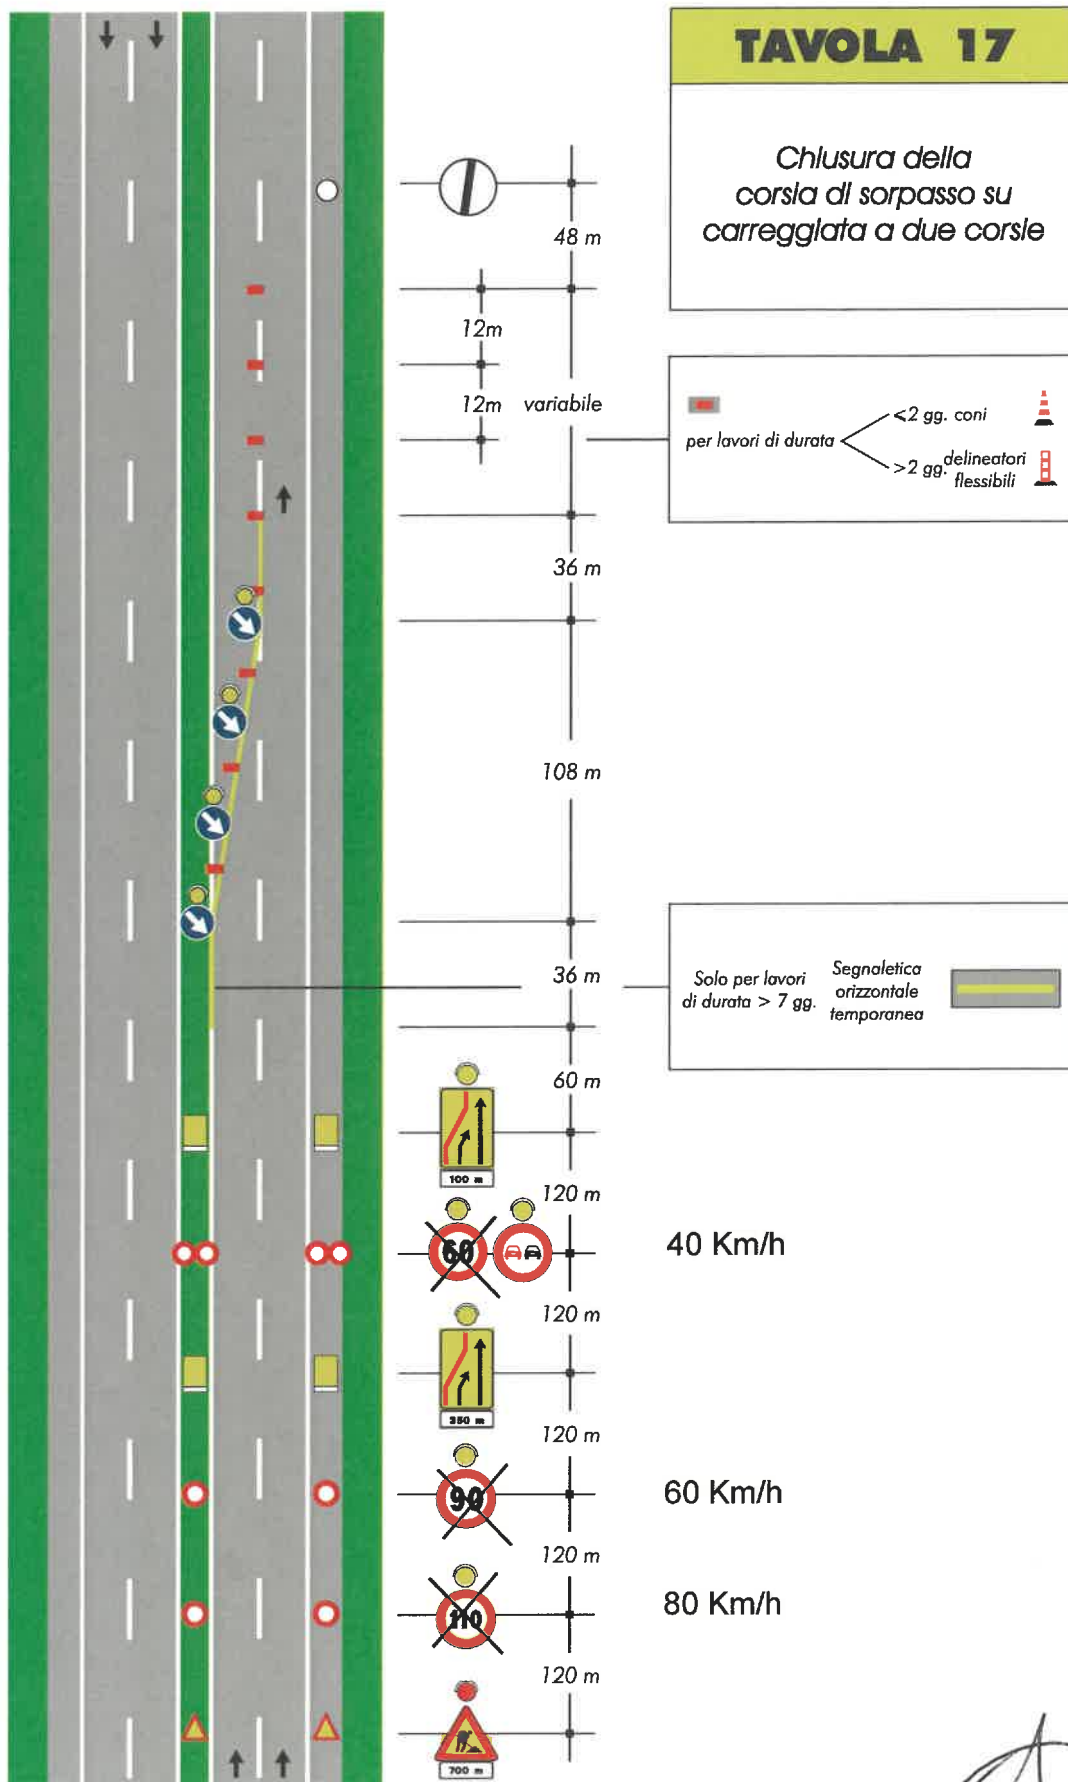 TAVOLA 17
Chiusura della
corsia di sorpasso su
carreggiata a due corsie
48 m
12m
12m variabile
per lavori di durata
<2 gg. coni
>2 gg. delineatori
flessibili
36 m
108 m
36 m
Solo per lavori
di durata > 7 gg.
Segnaletica
orizzontale
temporanea
60 m
100 m
120 m
60
40 Km/h
120 m
350 m
120 m
90
60 Km/h
120 m
110
80 Km/h
120 m
700 m